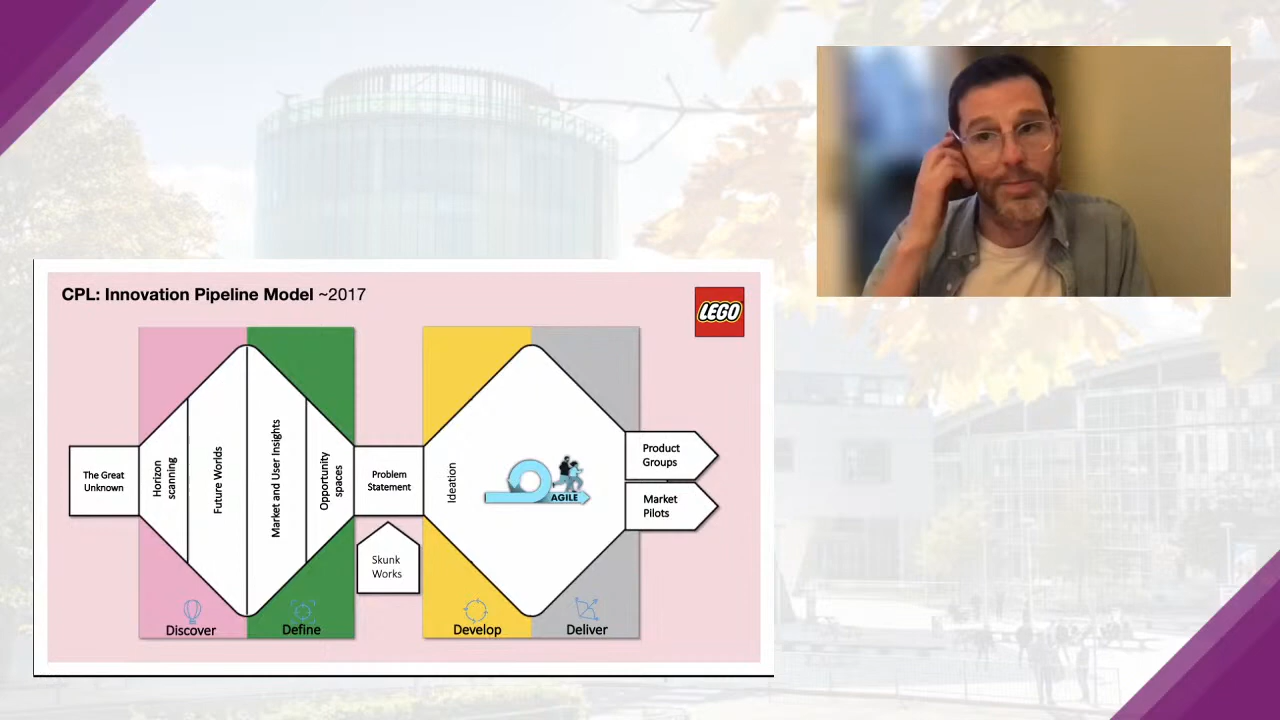 CPL: Innovation Pipeline Model ~2017
LEGO
The Great
Unknown
Horizon
scanning
Future Worlds
Market and User Insights
Opportunity
spaces
Problem
Statement
Skunk
Works
Ideation
AGILE
Product
Groups
Market
Pilots
Discover
Define
Develop
Deliver